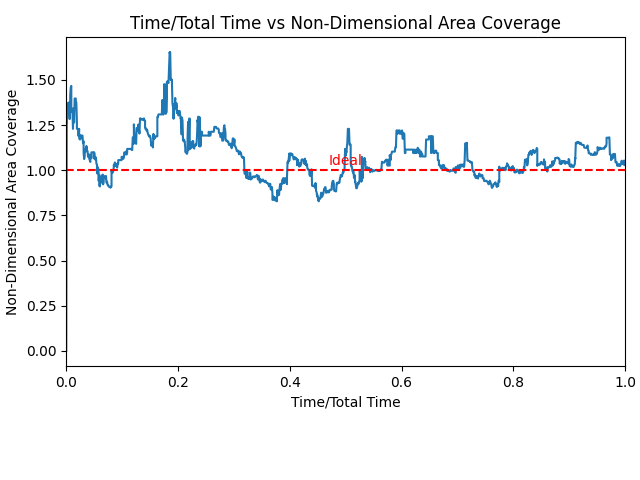 Time/Total Time vs Non-Dimensional Area Coverage
Non-Dimensional Area Coverage
1.50
1.25
1.00
0.75
0.50
0.25
0.00
Ideal
0.0 0.2 0.4 0.6 0.8 1.0
Time/Total Time